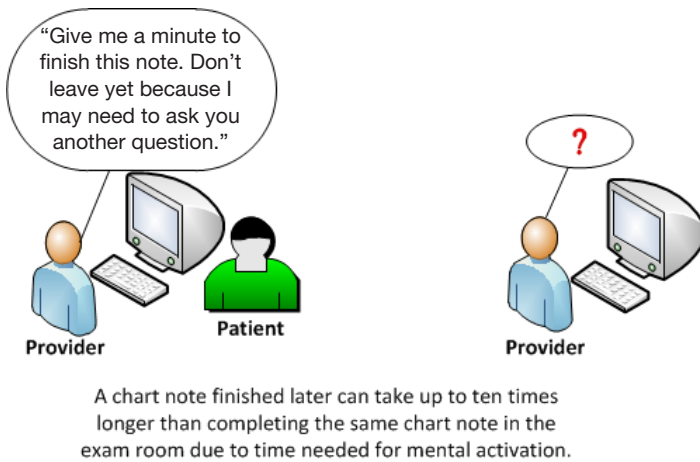 “Give me a minute to
finish this note. Don’t
leave yet because I
may need to ask you
another question.”
?
Patient
Provider
Provider
A chart note finished later can take up to ten times
longer than completing the same chart note in the
exam room due to time needed for mental activation.